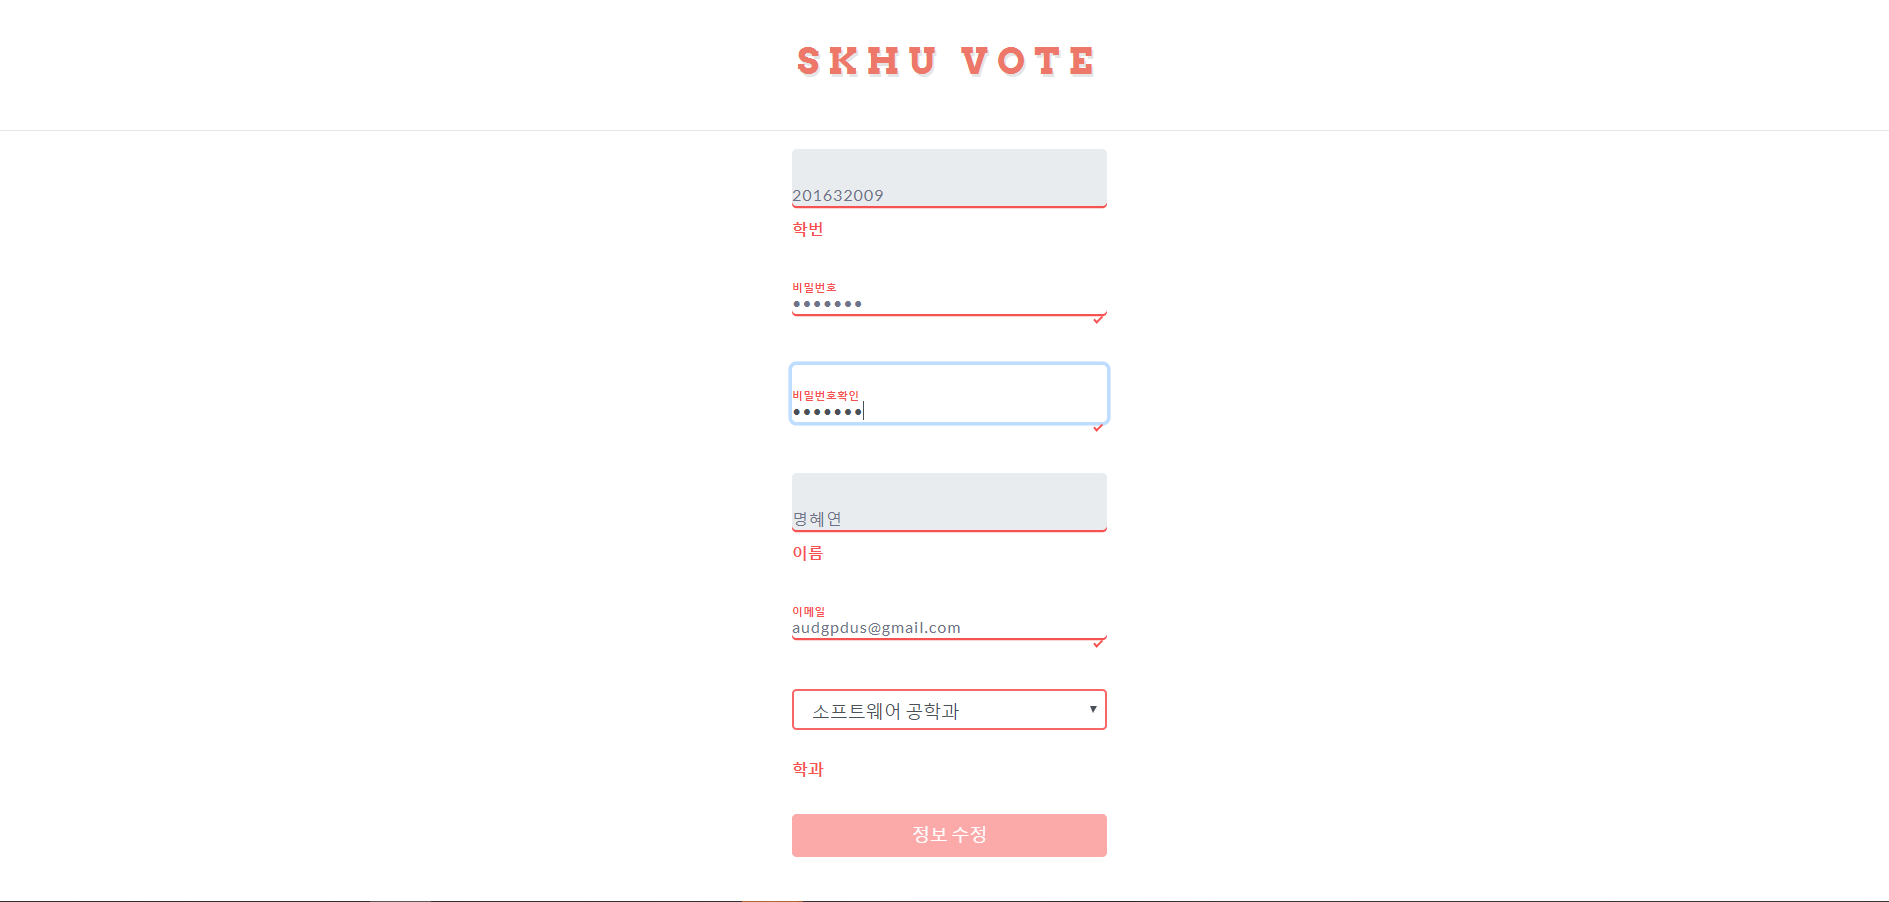 SKHU VOTE
201632009
학번
비밀번호
•••••••
비밀번호확인
•••••••
명혜연
이름
이메일
audgpdus@gmail.com
소프트웨어 공학과
학과
정보 수정